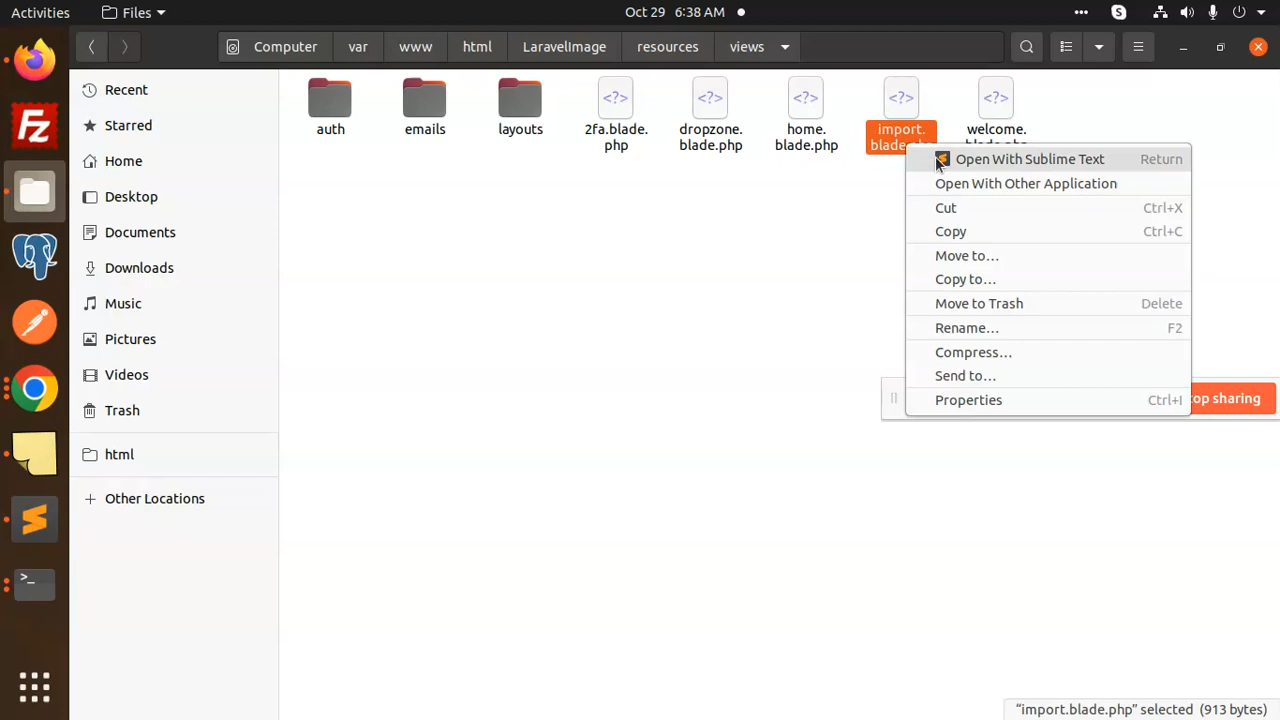 Activities
Files
Oct 29 6:38 AM
Computer
var
www
html
LaravelImage
resources
views
Recent
Starred
Home
Documents
Desktop
Downloads
Music
Pictures
Videos
Trash
html
Other Locations
auth
emails
layouts
2fa.blade.
php
dropzone.
blade.php
home.
blade.php
import.
blade.php
welcome.
Open With Sublime Text Return
Open With Other Application
Cut Ctrl+X
Copy Ctrl+C
Move to…
Copy to…
Move to Trash Delete
Rename… F2
Compress…
Send to…
Properties Ctrl+I
sharing
"import.blade.php" selected (913 bytes)